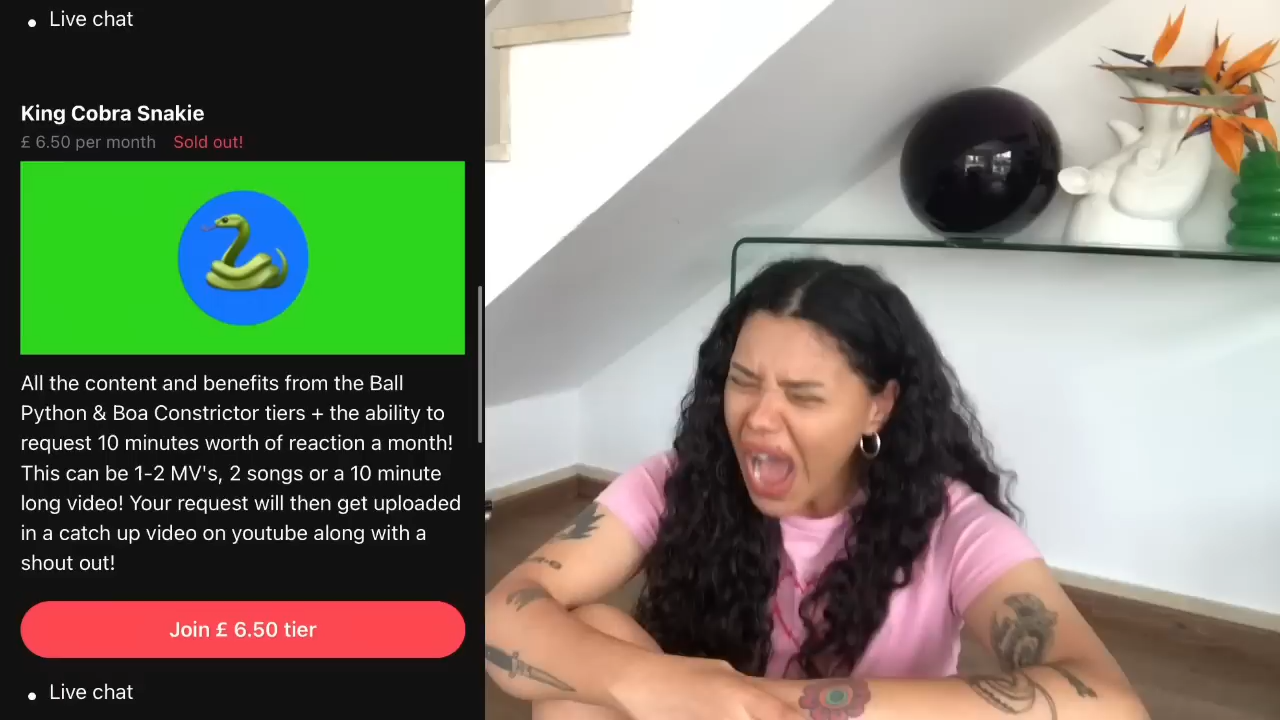 Live chat
King Cobra Snakie
£ 6.50 per month Sold out!
All the content and benefits from the Ball
Python & Boa Constrictor tiers + the ability to
request 10 minutes worth of reaction a month!
This can be 1-2 MV's, 2 songs or a 10 minute
long video! Your request will then get uploaded
in a catch up video on youtube along with a
shout out!
Join £ 6.50 tier
Live chat